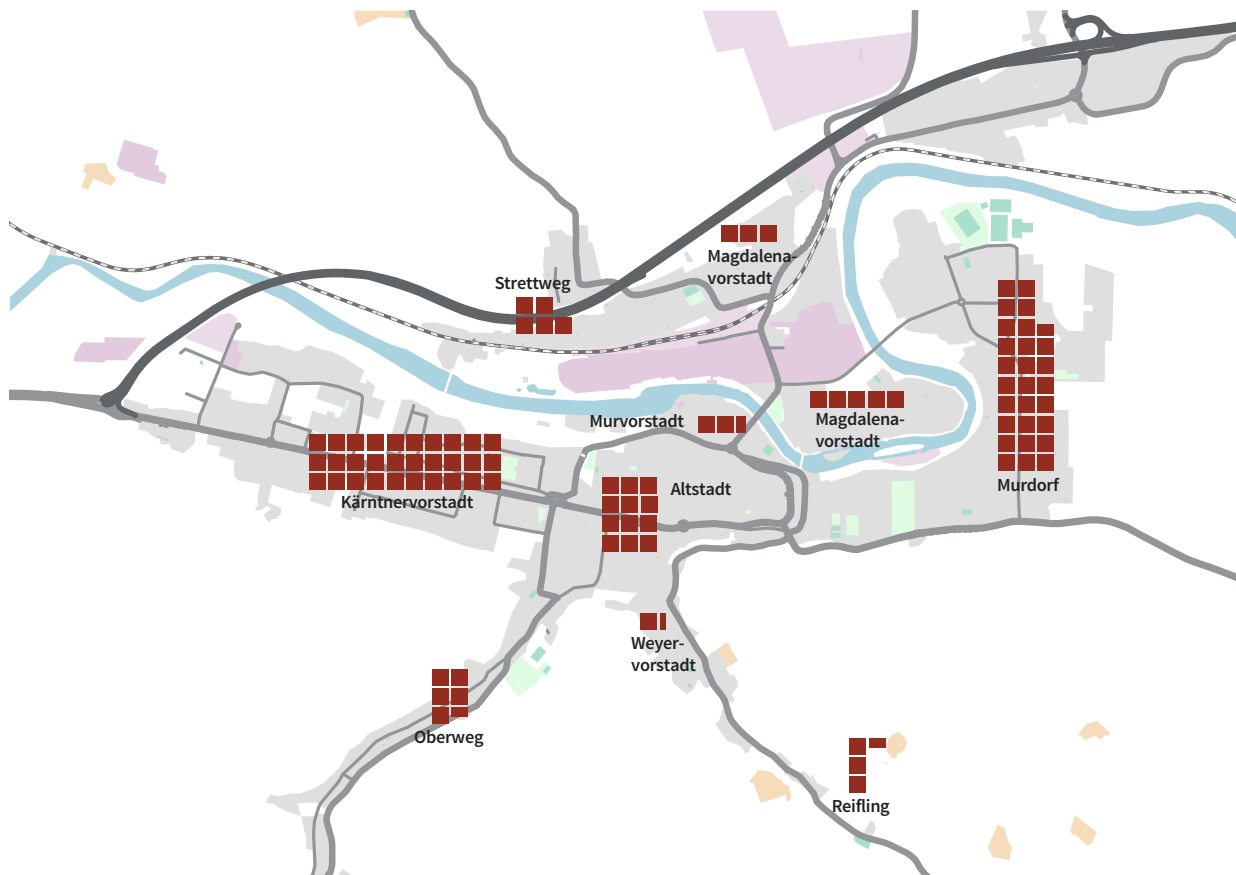 Magdalena-
vorstadt
Strettweg
Murvorstadt
Magdalena-
vorstadt
Altstadt
Murdorf
Kärntnervorstadt
Weyer-
vorstadt
Oberweg
Reifling